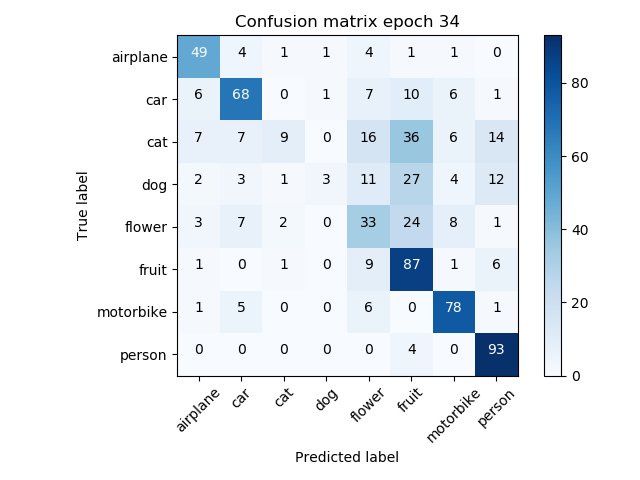 Confusion matrix epoch 34
airplane 49 4 1 1 4 1 1 0
car 6 68 0 1 7 10 6 1
cat 7 7 9 0 16 36 6 14
dog 2 3 1 3 11 27 4 12
flower 3 7 2 0 33 24 8 1
fruit 1 0 1 9 87 1 6
motorbike 1 5 0 0 6 0 78 1
person 0 0 0 0 0 4 0 93
airplane car cat dog flower fruit motorbike person
True label
Predicted label
80
60
40
20
0